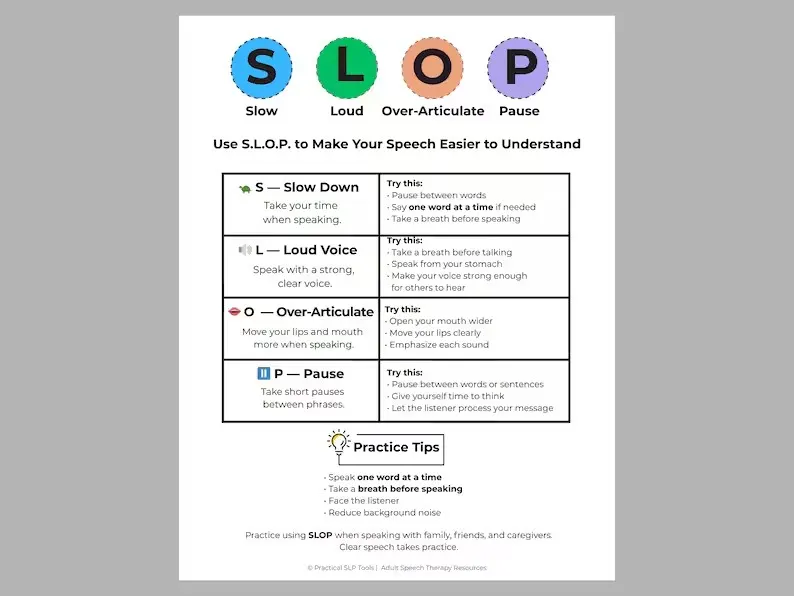 S L O P
Slow Loud Over-Articulate Pause
Use S.L.O.P. to Make Your Speech Easier to Understand
S — Slow Down
Take your time
when speaking.
Try this:
• Pause between words
• Say one word at a time if needed
• Take a breath before speaking
L — Loud Voice
Speak with a strong,
clear voice.
Try this:
• Take a breath before talking
• Speak from your stomach
• Make your voice strong enough
for others to hear
O — Over-Articulate
Move your lips and mouth
more when speaking.
Try this:
• Open your mouth wider
• Move your lips clearly
• Emphasize each sound
P — Pause
Take short pauses
between phrases.
Try this:
• Pause between words or sentences
• Give yourself time to think
• Let the listener process your message
Practice Tips
• Speak one word at a time
• Take a breath before speaking
• Face the listener
• Reduce background noise
Practice using SLOP when speaking with family, friends, and caregivers.
Clear speech takes practice.
© Practical SLP Tools | Adult Speech Therapy Resources